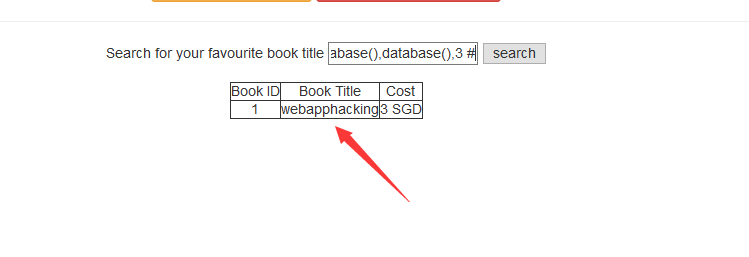 Search for your favourite book title abase(),database(),3 # search
Book ID Book Title Cost
1 webapphacking 3 SGD